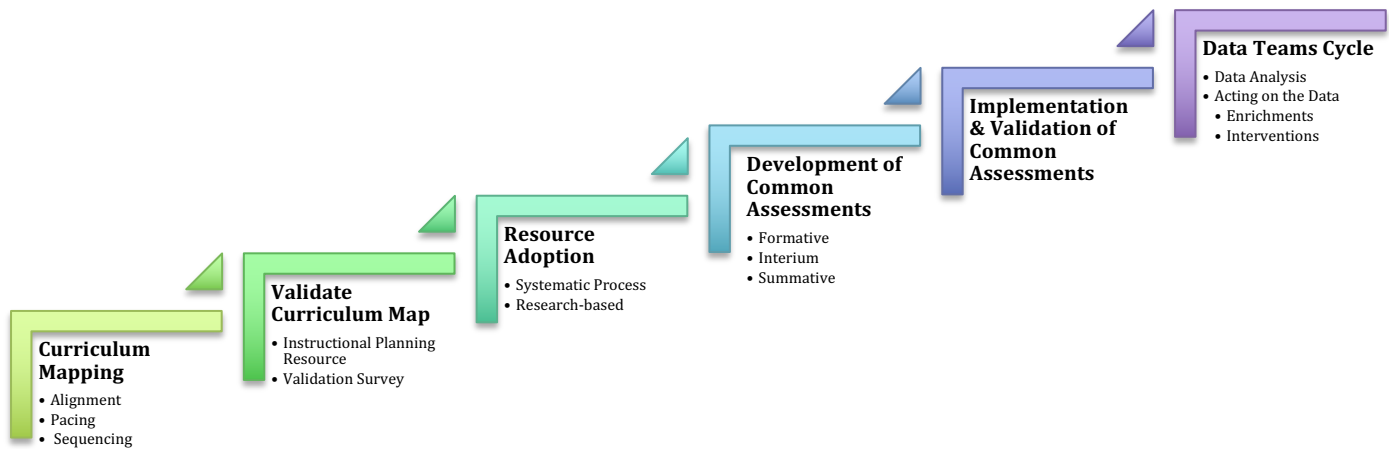 Curriculum
Mapping
• Alignment
• Pacing
• Sequencing
Validate
Curriculum Map
• Instructional Planning
Resource
• Validation Survey
Resource
Adoption
• Systematic Process
• Research-based
Development of
Common
Assessments
• Formative
• Interium
• Summative
Implementation
& Validation of
Common
Assessments
Data Teams Cycle
• Data Analysis
• Acting on the Data
• Enrichments
• Interventions